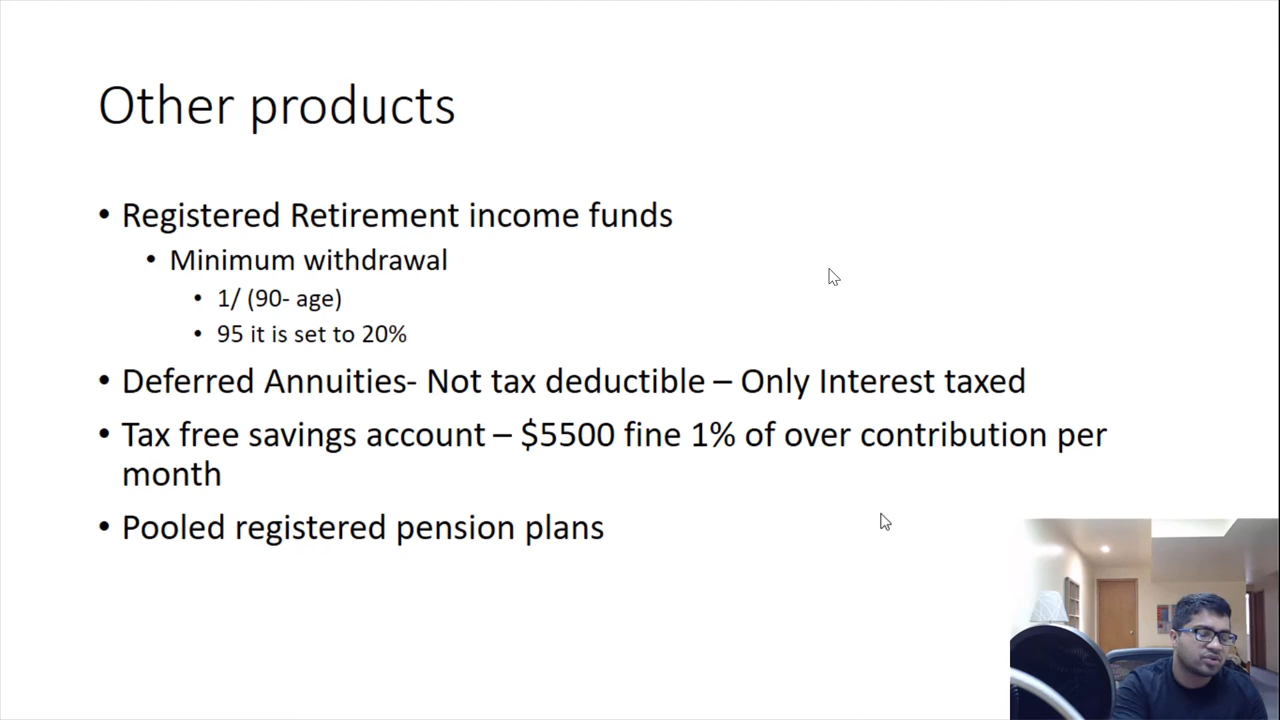 Other products
• Registered Retirement income funds
• Minimum withdrawal
• 1/ (90- age)
• 95 it is set to 20%
• Deferred Annuities- Not tax deductible – Only Interest taxed
• Tax free savings account – $5500 fine 1% of over contribution per
month
• Pooled registered pension plans